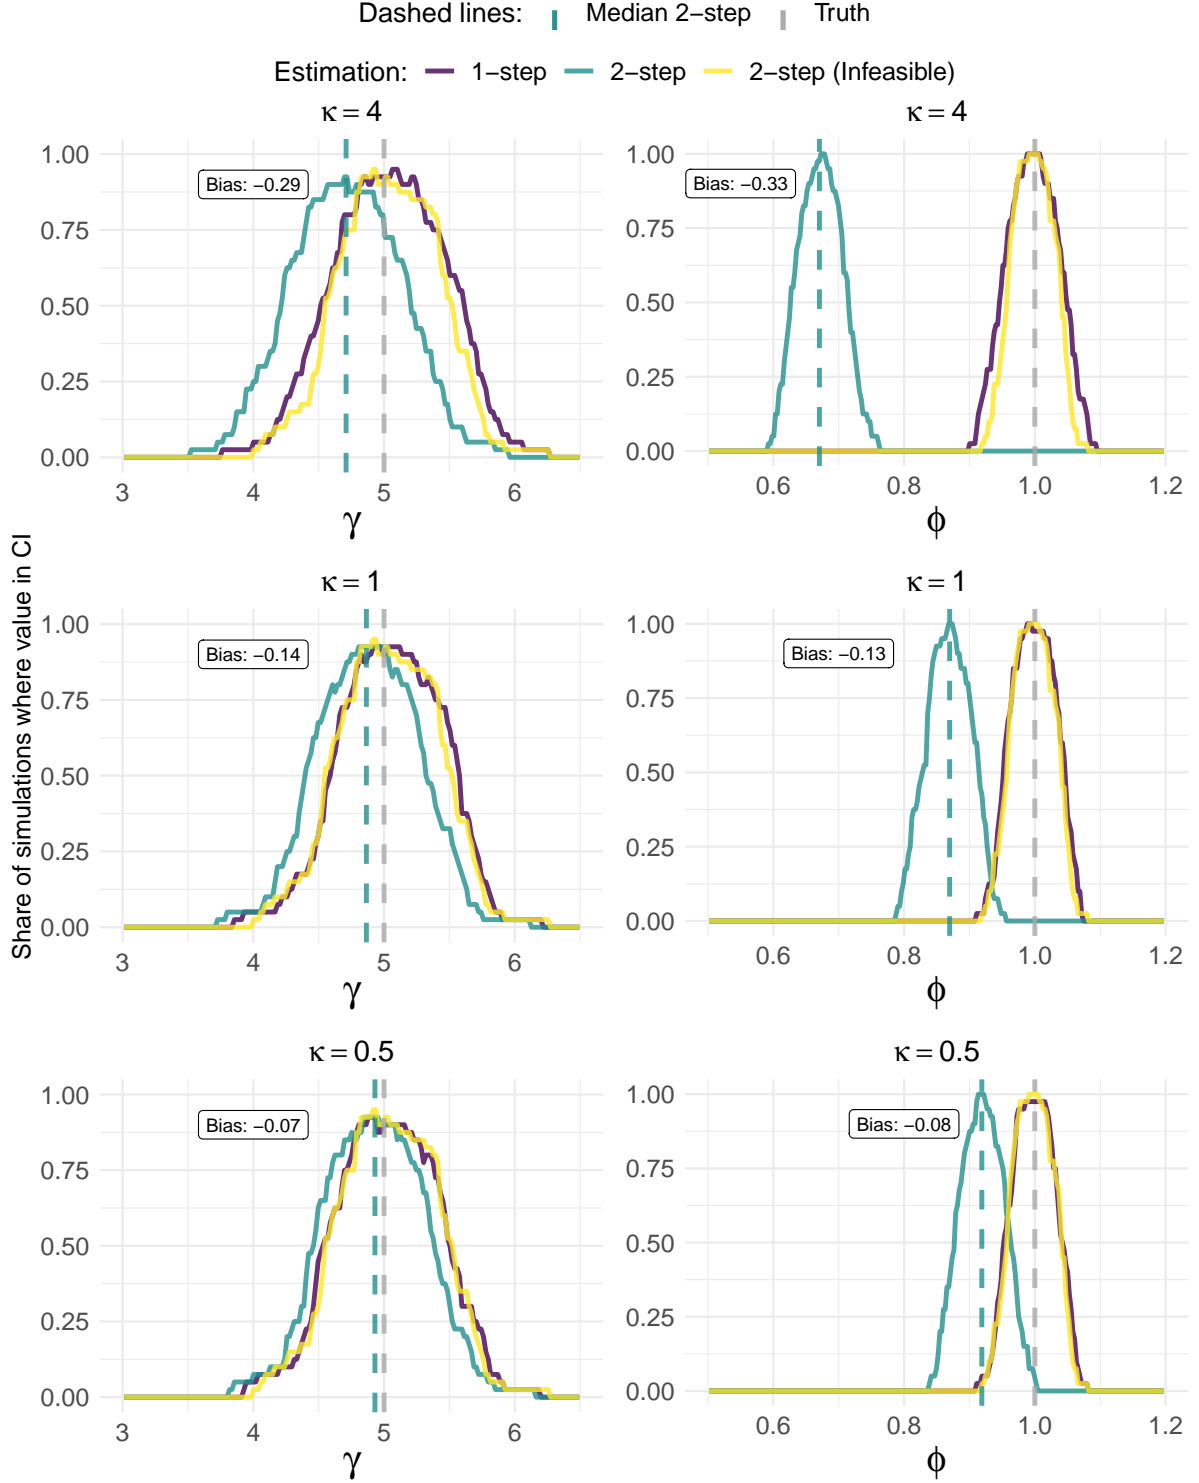 Dashed lines: Median 2−step Truth
Estimation: 1−step 2−step 2−step (Infeasible)
κ = 4
κ = 4
1.00
0.75
0.50
0.25
0.00
Bias: −0.29
3 4 5 6
γ
1.00
0.75
0.50
0.25
0.00
Bias: −0.33
0.6 0.8 1.0 1.2
ϕ
Share of simulations where value in CI
κ = 1
κ = 1
1.00
0.75
0.50
0.25
0.00
Bias: −0.14
3 4 5 6
γ
1.00
0.75
0.50
0.25
0.00
Bias: −0.13
0.6 0.8 1.0 1.2
ϕ
κ = 0.5
κ = 0.5
1.00
0.75
0.50
0.25
0.00
Bias: −0.07
3 4 5 6
γ
1.00
0.75
0.50
0.25
0.00
Bias: −0.08
0.6 0.8 1.0 1.2
ϕ